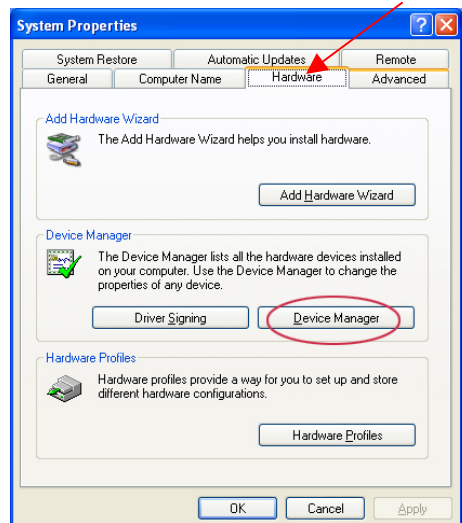 System Properties
System Restore Automatic Updates Remote
General Computer Name Hardware Advanced
Add Hardware Wizard
The Add Hardware Wizard helps you install hardware.
Add Hardware Wizard
Device Manager
The Device Manager lists all the hardware devices installed
on your computer. Use the Device Manager to change the
properties of any device.
Driver Signing Device Manager
Hardware Profiles
Hardware profiles provide a way for you to set up and store
different hardware configurations.
Hardware Profiles
OK Cancel Apply